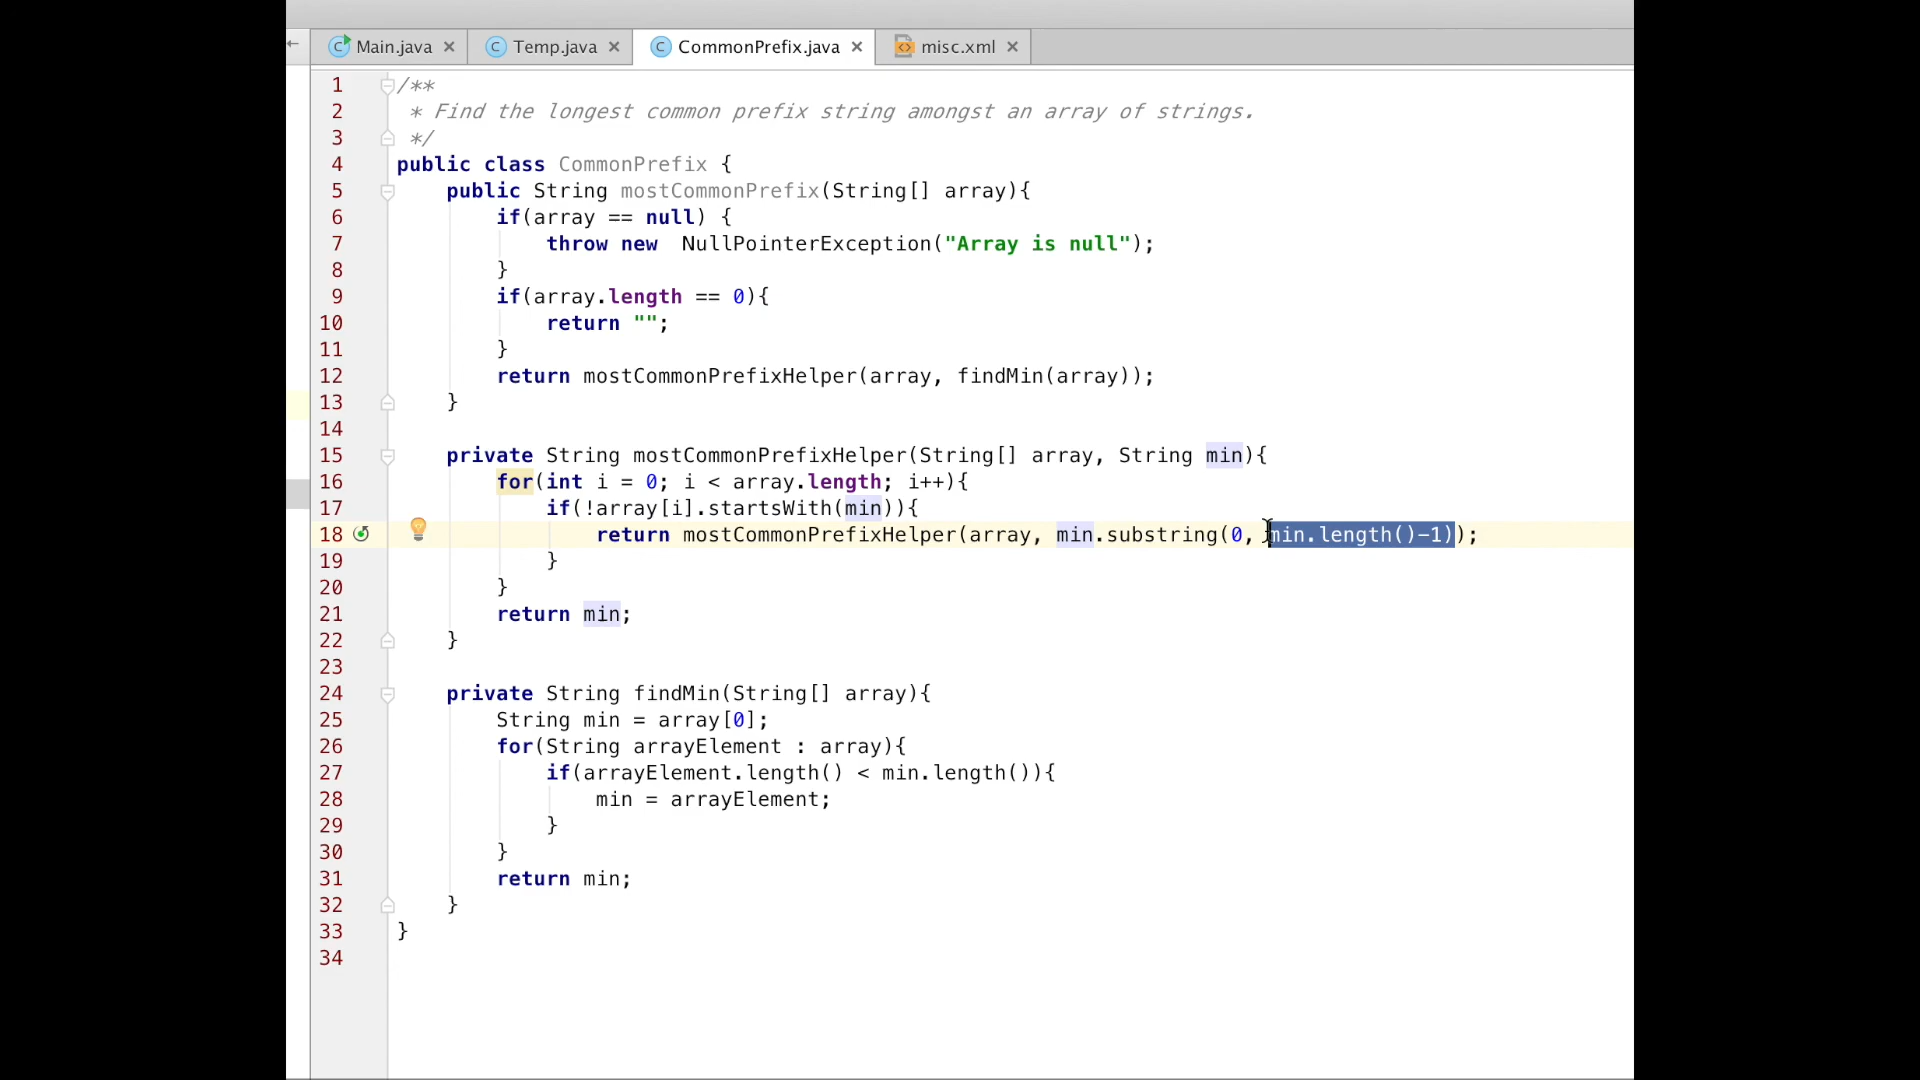 Main.java
Temp.java
CommonPrefix.java
misc.xml
1 /**
2 * Find the longest common prefix string amongst an array of strings.
3 */
4 public class CommonPrefix {
5 public String mostCommonPrefix(String[] array){
6 if(array == null) {
7 throw new  NullPointerException("Array is null");
8 }
9 if(array.length == 0){
10 return "";
11 }
12 return mostCommonPrefixHelper(array, findMin(array));
13 }
14
15 private String mostCommonPrefixHelper(String[] array, String min){
16 for(int i = 0; i < array.length; i++){
17 if(!array[i].startsWith(min)){
18 return mostCommonPrefixHelper(array, min.substring(0, min.length()-1));
19 }
20 }
21 return min;
22 }
23
24 private String findMin(String[] array){
25 String min = array[0];
26 for(String arrayElement : array){
27 if(arrayElement.length() < min.length()){
28 min = arrayElement;
29 }
30 }
31 return min;
32 }
33 }
34